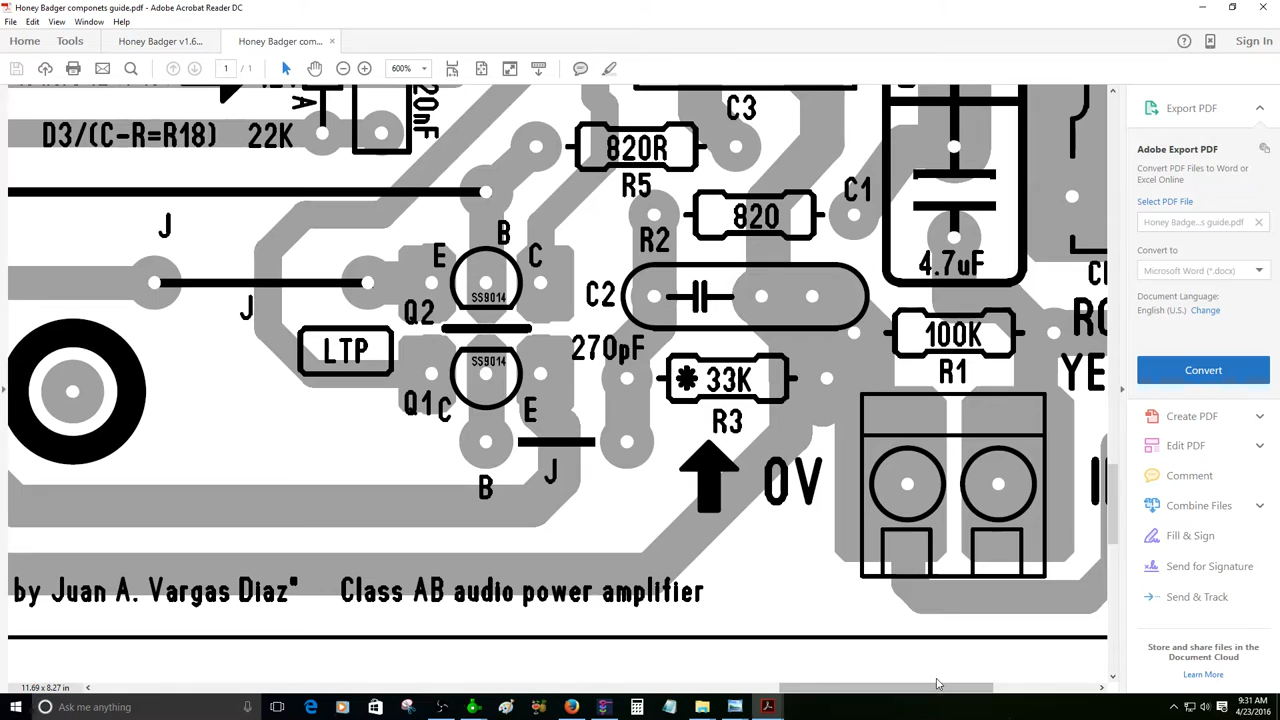 Honey Badger componets guide.pdf - Adobe Acrobat Reader DC
File Edit View Window Help
Home Tools Honey Badger v1.6... Honey Badger com... × Sign In
1 / 1 600%
20nF
A
D3/(C-R=R18) 22K
C3
820R
R5
C1
820
R2
J
B
E C
4.7uF
SS9014
C2
Q2
J
270pF
100K
R1
LTP
SS9014
33K
YE
Q1 C E
R3
J
0V
B
by Juan A. Vargas Diaz" Class AB audio power amplifier
Export PDF
Adobe Export PDF
Convert PDF Files to Word or
Excel Online
Select PDF File
Honey Badge...s guide.pdf ×
Convert to
Microsoft Word (*.docx)
Document Language:
English (U.S.) Change
Convert
Create PDF
Edit PDF
Comment
Combine Files
Fill & Sign
Send for Signature
Send & Track
Store and share files in the
Document Cloud
Learn More
11.69 x 8.27 in
Ask me anything
9:31 AM
4/23/2016